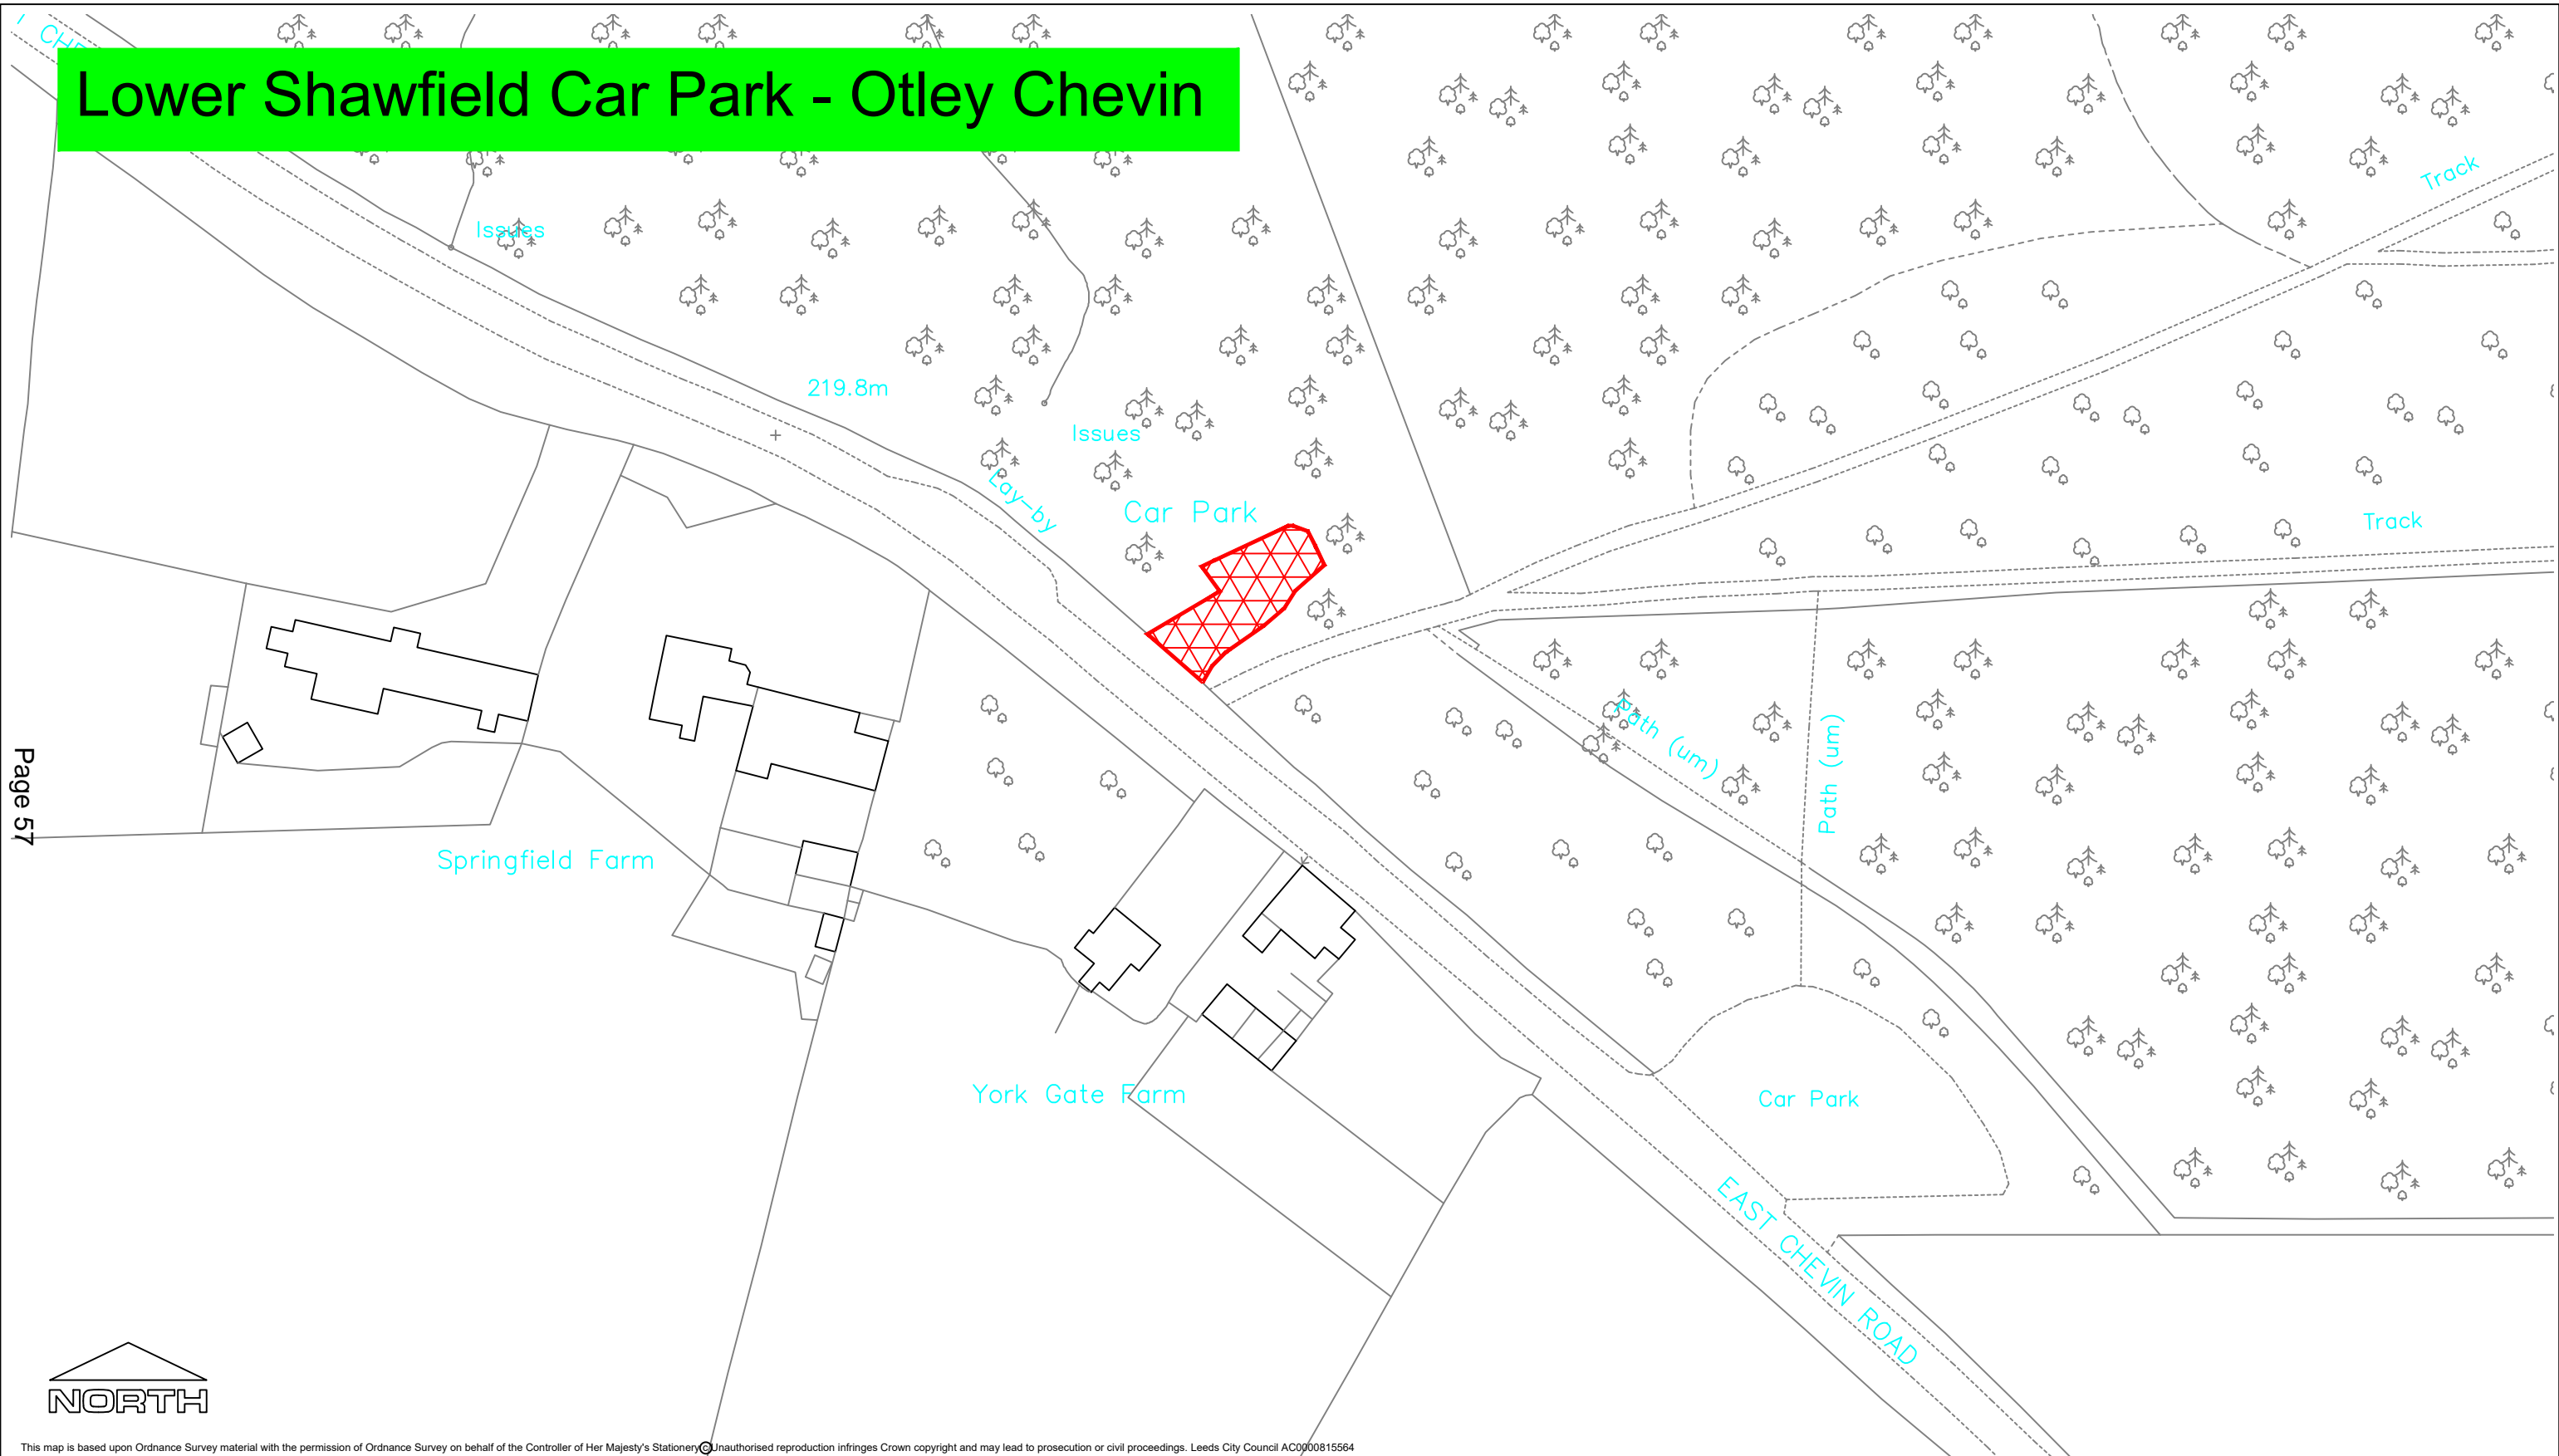 Lower Shawfield Car Park - Otley Chevin
Track
Issues
219.8m
Issues
Lay-by
Car Park
Track
Path (um)
Path (um)
Page 57
Springfield Farm
York Gate Farm
Car Park
EAST CHEVIN ROAD
NORTH
This map is based upon Ordnance Survey material with the permission of Ordnance Survey on behalf of the Controller of Her Majesty's Stationery © Unauthorised reproduction infringes Crown copyright and may lead to prosecution or civil proceedings. Leeds City Council AC0000815564